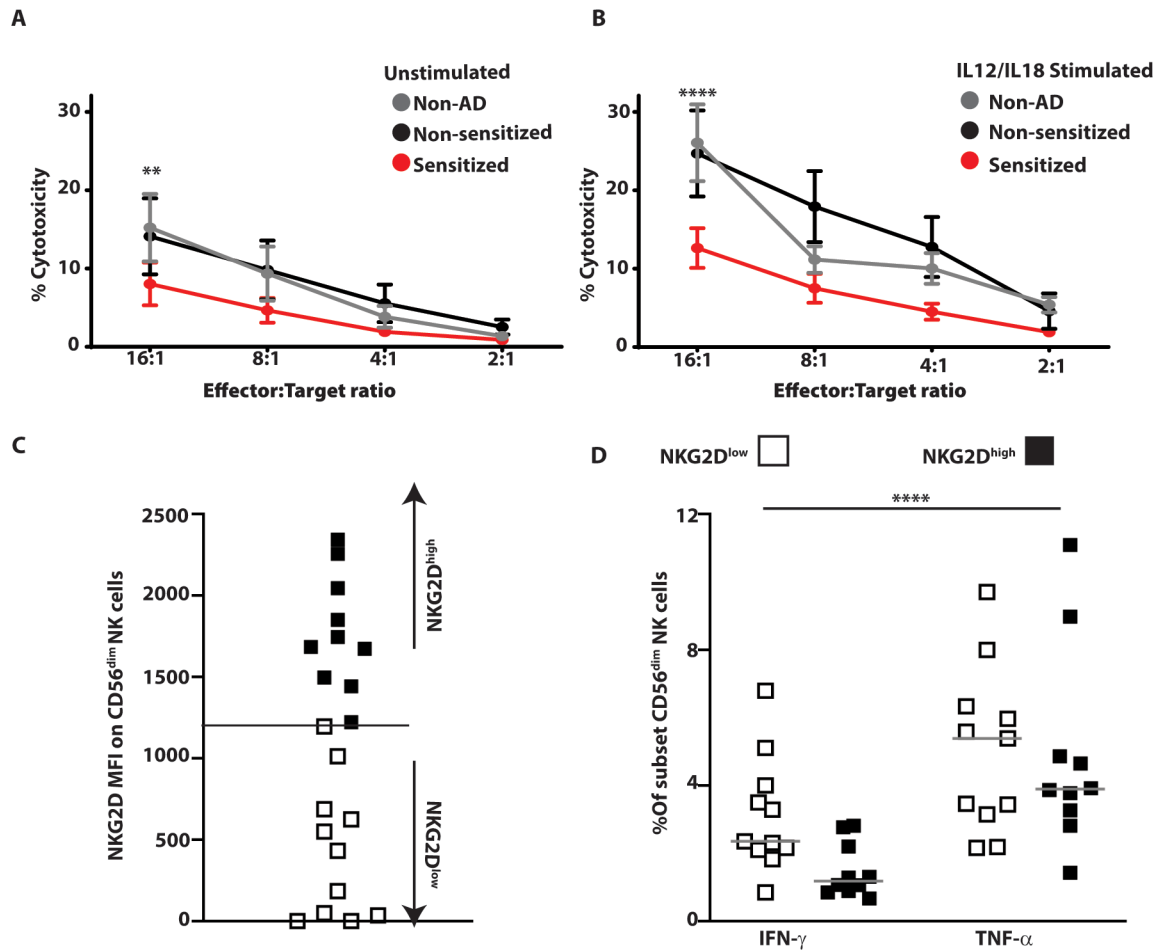 A
Unstimulated
Non-AD
Non-sensitized
Sensitized
**
% Cytotoxicity
30
20
10
0
16:1 8:1 4:1 2:1
Effector:Target ratio
B
IL12/IL18 Stimulated
Non-AD
Non-sensitized
Sensitized
****
% Cytotoxicity
30
20
10
0
16:1 8:1 4:1 2:1
Effector:Target ratio
C
NKG2D MFI on CD56dim NK cells
2500
2000
1500
1000
500
0
NKG2Dhigh
NKG2Dlow
D
NKG2Dlow NKG2Dhigh
****
%Of subset CD56dim NK cells
12
8
4
0
IFN-γ TNF-α